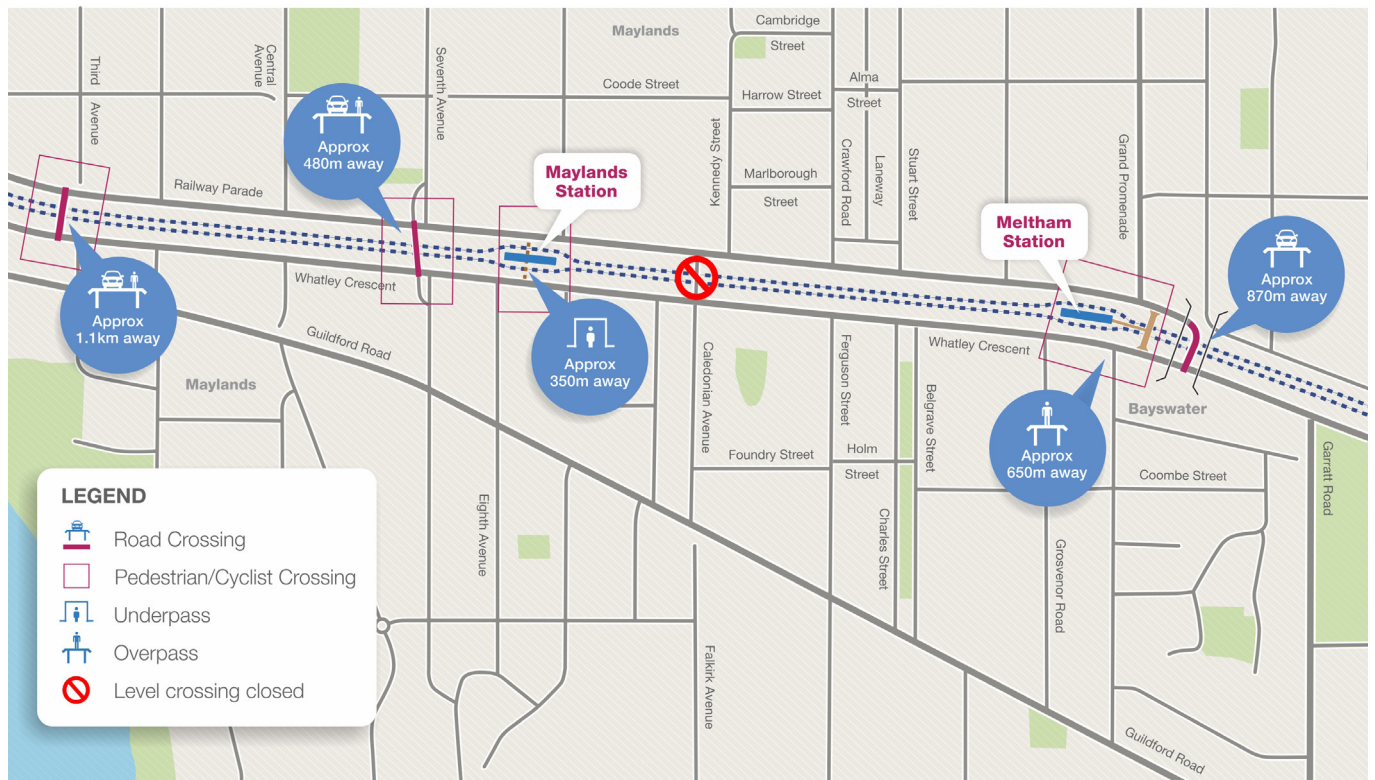 Third
Avenue
Central
Avenue
Maylands
Cambridge
Street
Seventh Avenue
Coode Street
Harrow Street
Alma
Street
Kennedy Street
Marlborough
Street
Crawford Road
Laneway
Stuart Street
Grand Promenade
Approx
480m away
Railway Parade
Maylands
Station
Meltham
Station
Approx
870m away
Whatley Crescent
Approx
1.1km away
Guildford Road
Approx
350m away
Caledonian Avenue
Ferguson Street
Whatley Crescent
Belgrave Street
Maylands
Bayswater
Approx
650m away
Foundry Street
Holm
Street
Coombe Street
Garratt Road
Eighth Avenue
Charles Street
Grosvenor Road
Falkirk Avenue
Guildford Road
LEGEND
Road Crossing
Pedestrian/Cyclist Crossing
Underpass
Overpass
Level crossing closed